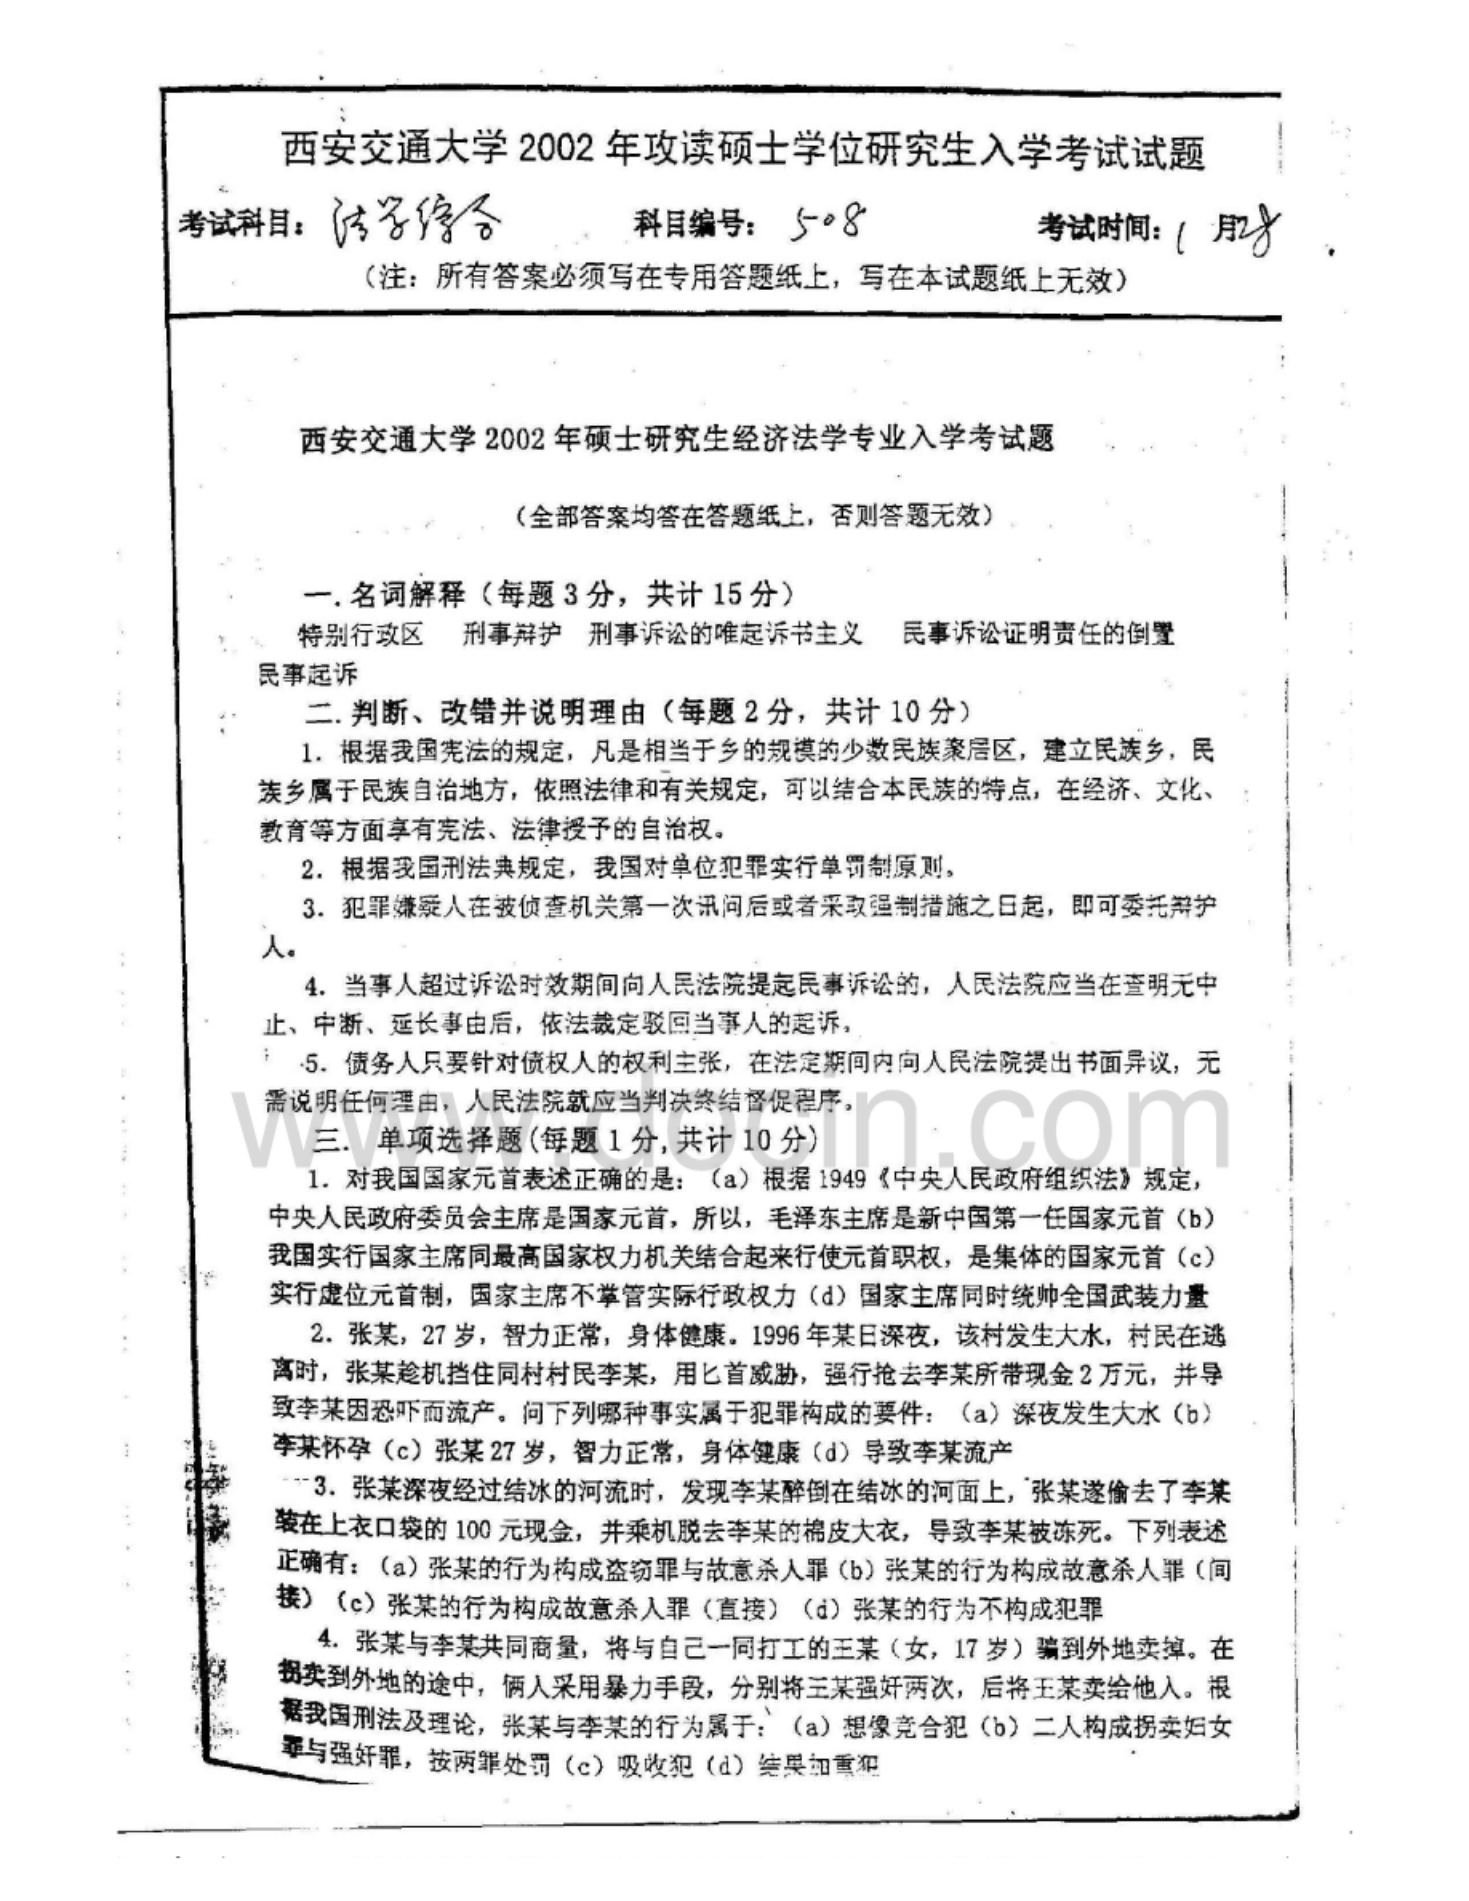 西安交通大学 2002 年攻读硕士学位研究生入学考试试题
考试科目：法学综合 科目编号：508 考试时间：1 月28
（注：所有答案必须写在专用答题纸上，写在本试题纸上无效）
西安交通大学 2002 年硕士研究生经济法学专业入学考试题
（全部答案均答在答题纸上，否则答题无效）
一．名词解释（每题 3 分，共计 15 分）
特别行政区 刑事辩护 刑事诉讼的唯起诉书主义 民事诉讼证明责任的倒置
民事起诉
二．判断、改错并说明理由（每题 2 分，共计 10 分）
1．根据我国宪法的规定，凡是相当于乡的规模的少数民族聚居区，建立民族乡，民
族乡属于民族自治地方，依照法律和有关规定，可以结合本民族的特点，在经济、文化、
教育等方面享有宪法、法律授予的自治权。
2．根据我国刑法典规定，我国对单位犯罪实行单罚制原则。
3．犯罪嫌疑人在被侦查机关第一次讯问后或者采取强制措施之日起，即可委托辩护
人。
4．当事人超过诉讼时效期间向人民法院提起民事诉讼的，人民法院应当在查明无中
止、中断、延长事由后，依法裁定驳回当事人的起诉。
5．债务人只要针对债权人的权利主张，在法定期间内向人民法院提出书面异议，无
需说明任何理由，人民法院就应当判决终结督促程序。
www.docin.com
三．单项选择题(每题 1 分,共计 10 分)
1．对我国国家元首表述正确的是：（a）根据 1949《中央人民政府组织法》规定，
中央人民政府委员会主席是国家元首，所以，毛泽东主席是新中国第一任国家元首（b）
我国实行国家主席同最高国家权力机关结合起来行使元首职权，是集体的国家元首（c）
实行虚位元首制，国家主席不掌管实际行政权力（d）国家主席同时统帅全国武装力量
2．张某，27 岁，智力正常，身体健康。1996 年某日深夜，该村发生大水，村民在逃
离时，张某趁机挡住同村村民李某，用匕首威胁，强行抢去李某所带现金 2 万元，并导
致李某因恐吓而流产。问下列哪种事实属于犯罪构成的要件：（a）深夜发生大水（b）
李某怀孕（c）张某 27 岁，智力正常，身体健康（d）导致李某流产
3．张某深夜经过结冰的河流时，发现李某醉倒在结冰的河面上，张某遂偷去了李某
装在上衣口袋的 100 元现金，并乘机脱去李某的棉皮大衣，导致李某被冻死。下列表述
正确有：（a）张某的行为构成盗窃罪与故意杀人罪（b）张某的行为构成故意杀人罪（间
接）（c）张某的行为构成故意杀人罪（直接）（d）张某的行为不构成犯罪
4．张某与李某共同商量，将与自己一同打工的王某（女，17 岁）骗到外地卖掉。在
拐卖到外地的途中，俩人采用暴力手段，分别将王某强奸两次，后将王某卖给他人。根
据我国刑法及理论，张某与李某的行为属于：（a）想像竞合犯（b）二人构成拐卖妇女
罪与强奸罪，按两罪处罚（c）吸收犯（d）结果加重犯